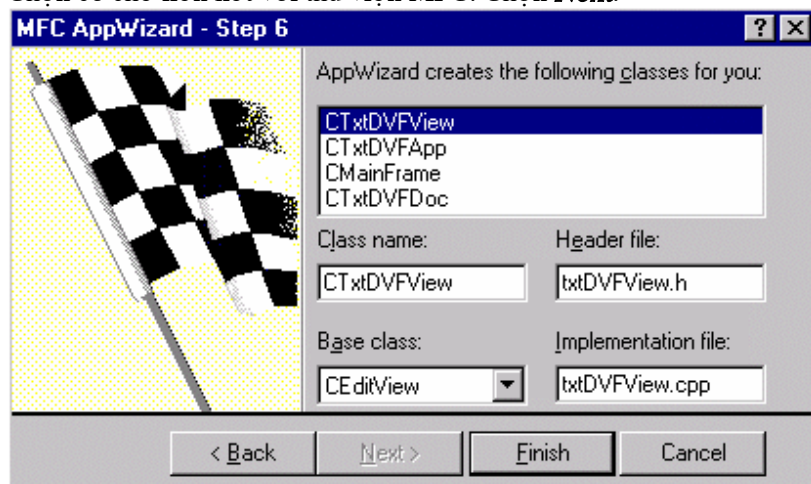 MFC AppWizard - Step 6
AppWizard creates the following classes for you:
CTxtDVFView
CTxtDVFApp
CMainFrame
CTxtDVFDoc
Class name: Header file:
CTxtDVFView txtDVFView.h
Base class: Implementation file:
CEditView txtDVFView.cpp
< Back Next > Finish Cancel